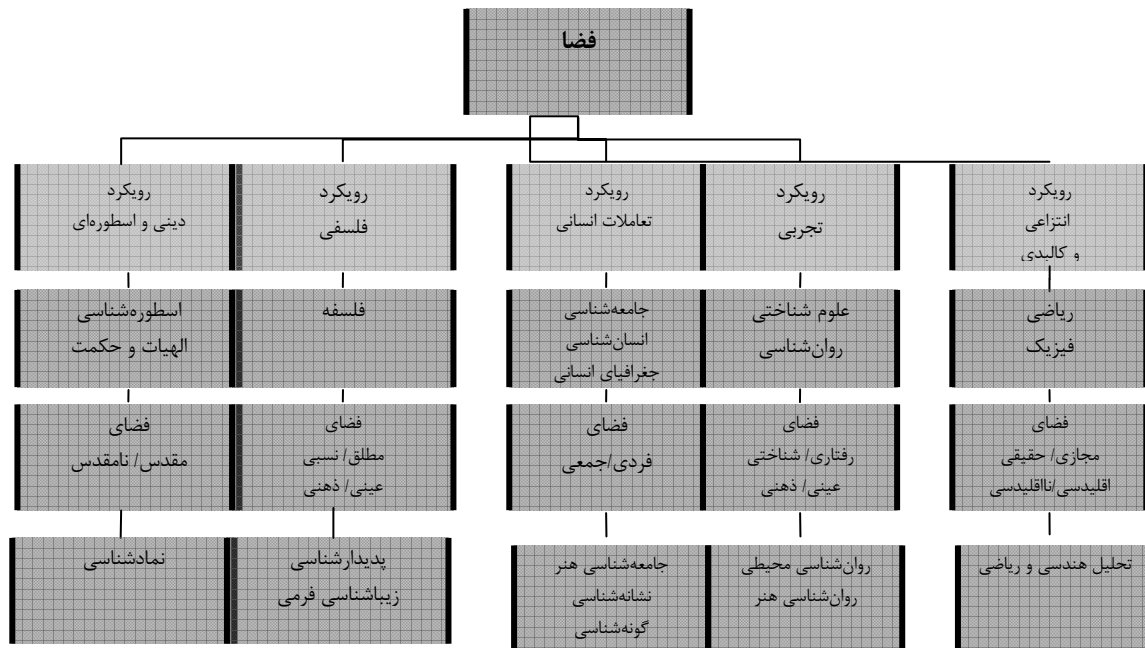 فضا
رویکرد
انتزاعی
و کالبدی
رویکرد
تجربی
رویکرد
تعاملات انسانی
رویکرد
فلسفی
رویکرد
دینی و اسطوره‌ای
ریاضی
فیزیک
علوم شناختی
روان‌شناسی
جامعه‌شناسی
انسان‌شناسی
جغرافیای انسانی
فلسفه
اسطوره‌شناسی
الهیات و حکمت
فضای
مجازی/ حقیقی
اقلیدسی/نااقلیدسی
فضای
رفتاری/ شناختی
عینی/ ذهنی
فضای
فردی/جمعی
فضای
مطلق/ نسبی
عینی/ ذهنی
فضای
مقدس/ نامقدس
تحلیل هندسی و ریاضی
روان‌شناسی محیطی
روان‌شناسی هنر
جامعه‌شناسی هنر
نشانه‌شناسی
گونه‌شناسی
پدیدارشناسی
زیباشناسی فرمی
نمادشناسی